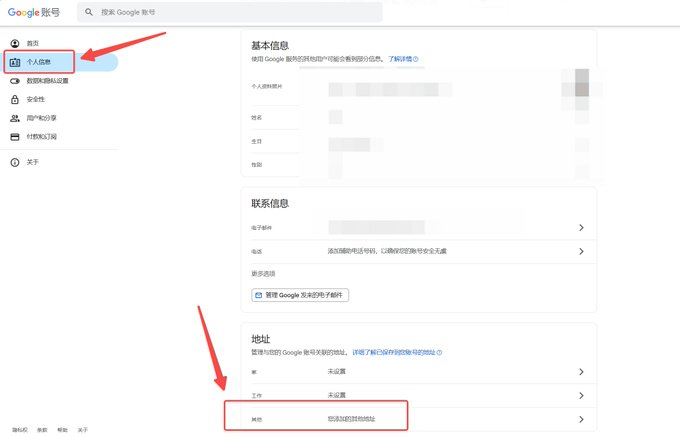 Google 账号
搜索 Google 账号
首页
个人信息
数据和隐私设置
安全性
用户和分享
付款和订阅
关于
基本信息
使用 Google 服务的其他用户可能会看到部分信息。 了解详情
个人资料照片
姓名
生日
性别
联系信息
电子邮件
电话 添加辅助电话号码，以确保您的账号安全无虞
更多选项
管理 Google 发来的电子邮件
地址
管理与您的 Google 账号关联的地址。 详细了解已保存到您账号的地址
家 未设置
工作 未设置
其他 您添加的其他地址
隐私权 条款 帮助 关于